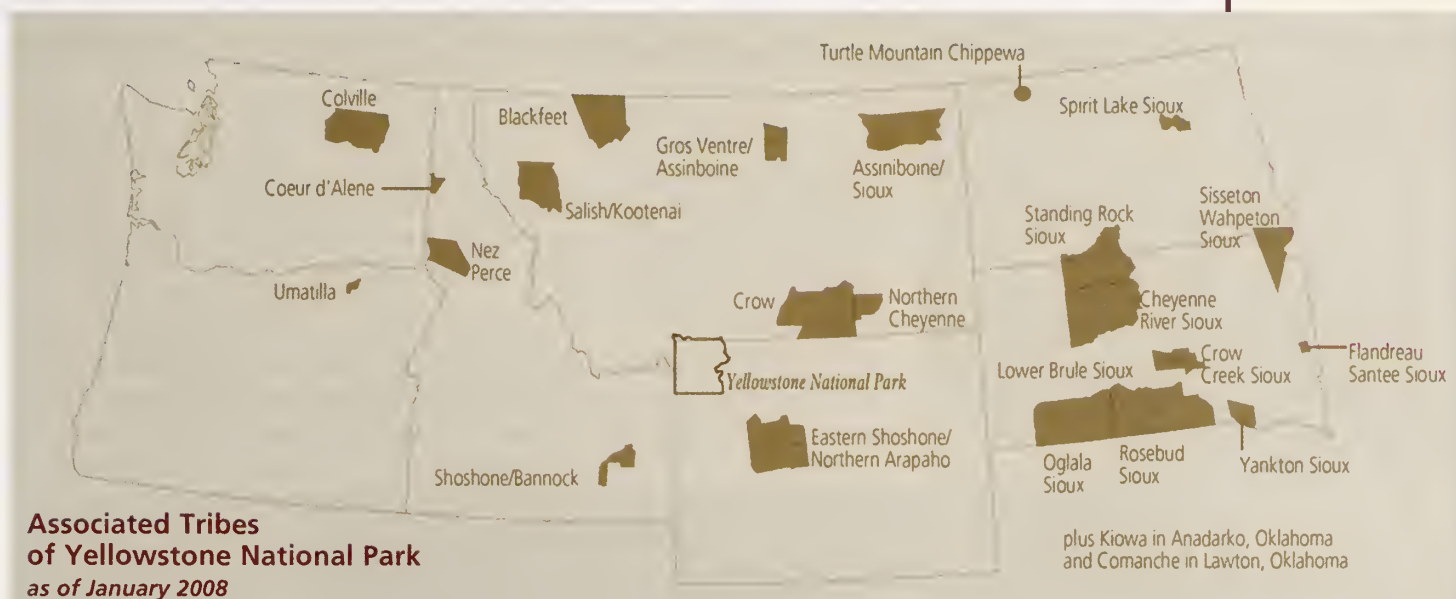 Turtle Mountain Chippewa
Colville
Blackfeet
Spirit Lake Sioux
Gros Ventre/
Assinboine
Assiniboine/
Sioux
Coeur d'Alene
Salish/Kootenai
Standing Rock
Sioux
Sisseton
Wahpeton
Sioux
Nez
Perce
Umatilla
Crow
Northern
Cheyenne
Cheyenne
River Sioux
Yellowstone National Park
Lower Brule Sioux
Crow
Creek Sioux
Flandreau
Santee Sioux
Eastern Shoshone/
Northern Arapaho
Shoshone/Bannock
Oglala
Sioux
Rosebud
Sioux
Yankton Sioux
Associated Tribes
of Yellowstone National Park
as of January 2008
plus Kiowa in Anadarko, Oklahoma
and Comanche in Lawton, Oklahoma